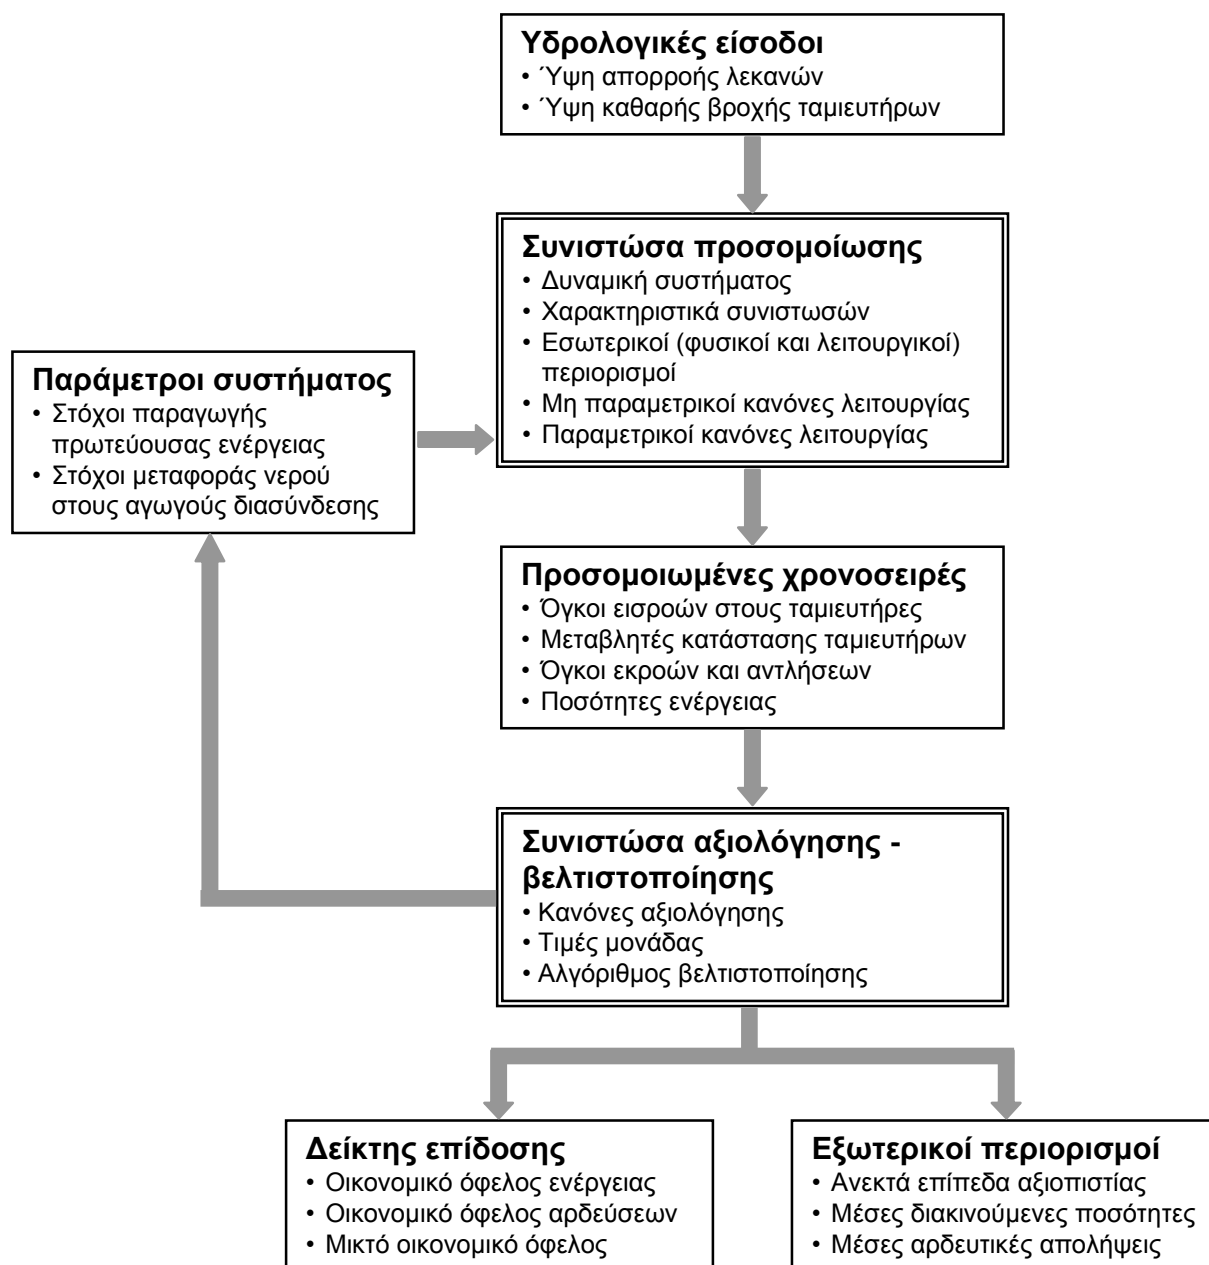 Υδρολογικές είσοδοι
• Ύψη απορροής λεκανών
• Ύψη καθαρής βροχής ταμιευτήρων
Συνιστώσα προσομοίωσης
• Δυναμική συστήματος
• Χαρακτηριστικά συνιστωσών
• Εσωτερικοί (φυσικοί και λειτουργικοί)
περιορισμοί
• Μη παραμετρικοί κανόνες λειτουργίας
• Παραμετρικοί κανόνες λειτουργίας
Παράμετροι συστήματος
• Στόχοι παραγωγής
πρωτεύουσας ενέργειας
• Στόχοι μεταφοράς νερού
στους αγωγούς διασύνδεσης
Προσομοιωμένες χρονοσειρές
• Όγκοι εισροών στους ταμιευτήρες
• Μεταβλητές κατάστασης ταμιευτήρων
• Όγκοι εκροών και αντλήσεων
• Ποσότητες ενέργειας
Συνιστώσα αξιολόγησης -
βελτιστοποίησης
• Κανόνες αξιολόγησης
• Τιμές μονάδας
• Αλγόριθμος βελτιστοποίησης
Δείκτης επίδοσης
• Οικονομικό όφελος ενέργειας
• Οικονομικό όφελος αρδεύσεων
• Μικτό οικονομικό όφελος
Εξωτερικοί περιορισμοί
• Ανεκτά επίπεδα αξιοπιστίας
• Μέσες διακινούμενες ποσότητες
• Μέσες αρδευτικές απολήψεις